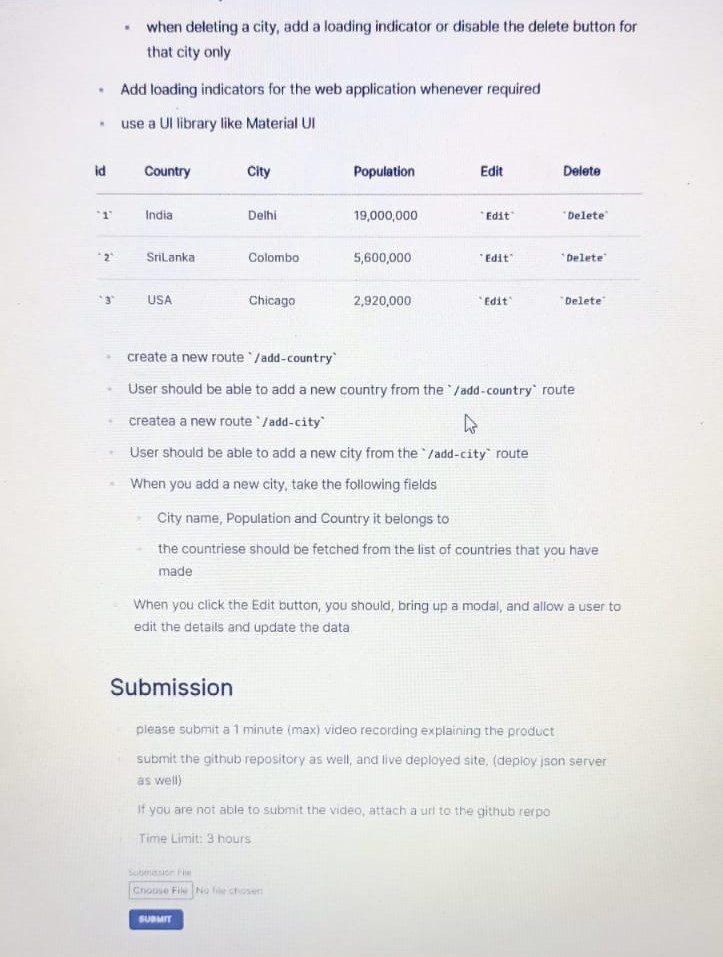 when deleting a city, add a loading indicator or disable the delete button for
that city only
Add loading indicators for the web application whenever required
use a UI library like Material UI
id Country City Population Edit Delete
`1` India Delhi 19,000,000 `Edit` `Delete`
`2` SriLanka Colombo 5,600,000 `Edit` `Delete`
`3` USA Chicago 2,920,000 `Edit` `Delete`
create a new route `/add-country`
User should be able to add a new country from the `/add-country` route
createa a new route `/add-city`
User should be able to add a new city from the `/add-city` route
When you add a new city, take the following fields
City name, Population and Country it belongs to
the countriese should be fetched from the list of countries that you have
made
When you click the Edit button, you should, bring up a modal, and allow a user to
edit the details and update the data
Submission
please submit a 1 minute (max) video recording explaining the product
submit the github repository as well, and live deployed site, (deploy json server
as well)
If you are not able to submit the video, attach a url to the github rerpo
Time Limit: 3 hours
Submission File
Choose File No file chosen
SUBMIT